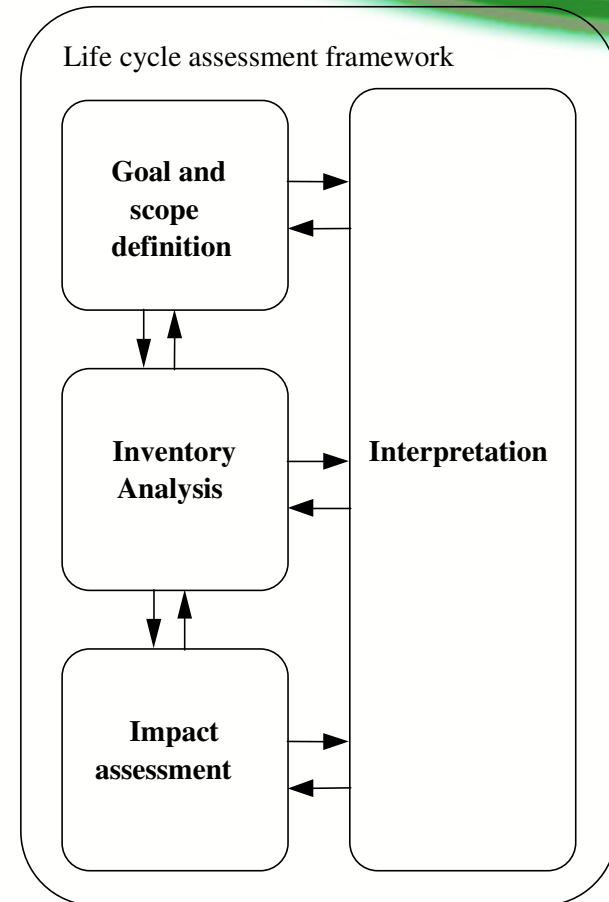 Life cycle assessment framework
Goal and
scope
definition
Inventory
Analysis
Interpretation
Impact
assessment